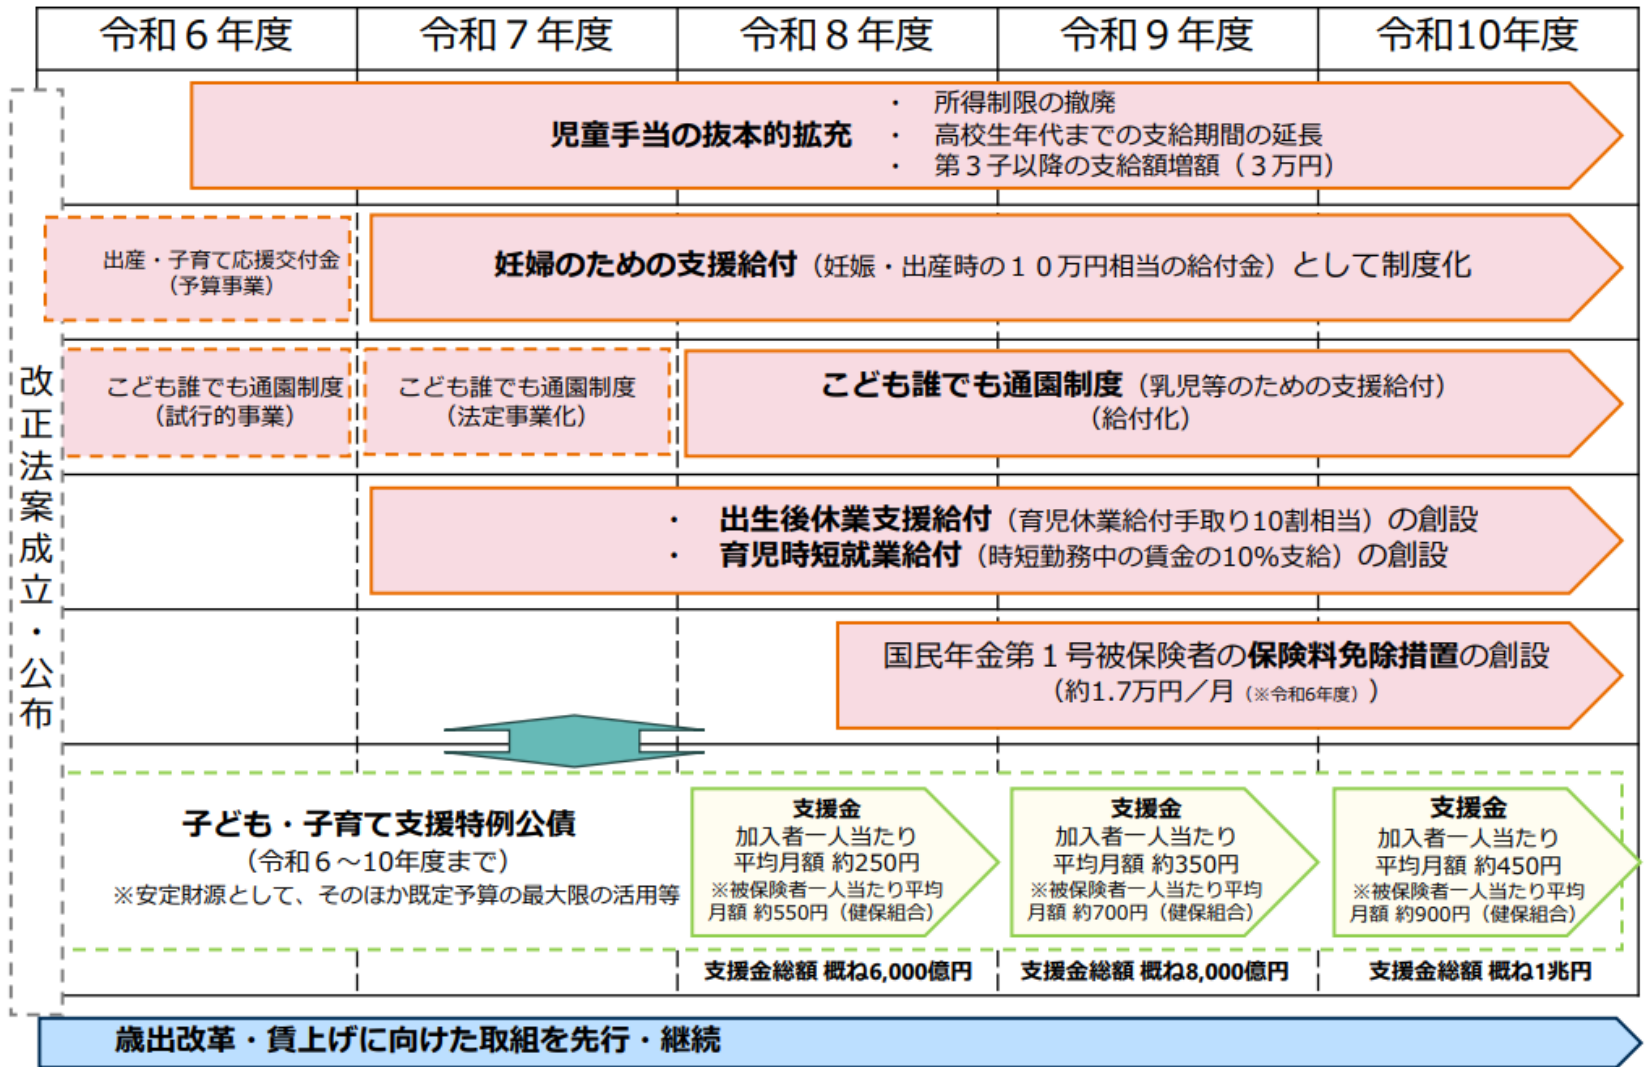 令和６年度
令和７年度
令和８年度
令和９年度
令和10年度
改正法案成立・公布
児童手当の抜本的拡充
・ 所得制限の撤廃
・ 高校生年代までの支給期間の延長
・ 第３子以降の支給額増額（３万円）
出産・子育て応援交付金
（予算事業）
妊婦のための支援給付（妊娠・出産時の１０万円相当の給付金）として制度化
こども誰でも通園制度
（試行的事業）
こども誰でも通園制度
（法定事業化）
こども誰でも通園制度（乳児等のための支援給付）
（給付化）
・ 出生後休業支援給付（育児休業給付手取り10割相当）の創設
・ 育児時短就業給付（時短勤務中の賃金の10%支給）の創設
国民年金第１号被保険者の保険料免除措置の創設
（約1.7万円／月（※令和6年度））
子ども・子育て支援特例公債
（令和６～10年度まで）
※安定財源として、そのほか既定予算の最大限の活用等
支援金
加入者一人当たり
平均月額 約250円
※被保険者一人当たり平均
月額 約550円（健保組合）
支援金総額 概ね6,000億円
支援金
加入者一人当たり
平均月額 約350円
※被保険者一人当たり平均
月額 約700円（健保組合）
支援金総額 概ね8,000億円
支援金
加入者一人当たり
平均月額 約450円
※被保険者一人当たり平均
月額 約900円（健保組合）
支援金総額 概ね1兆円
歳出改革・賃上げに向けた取組を先行・継続